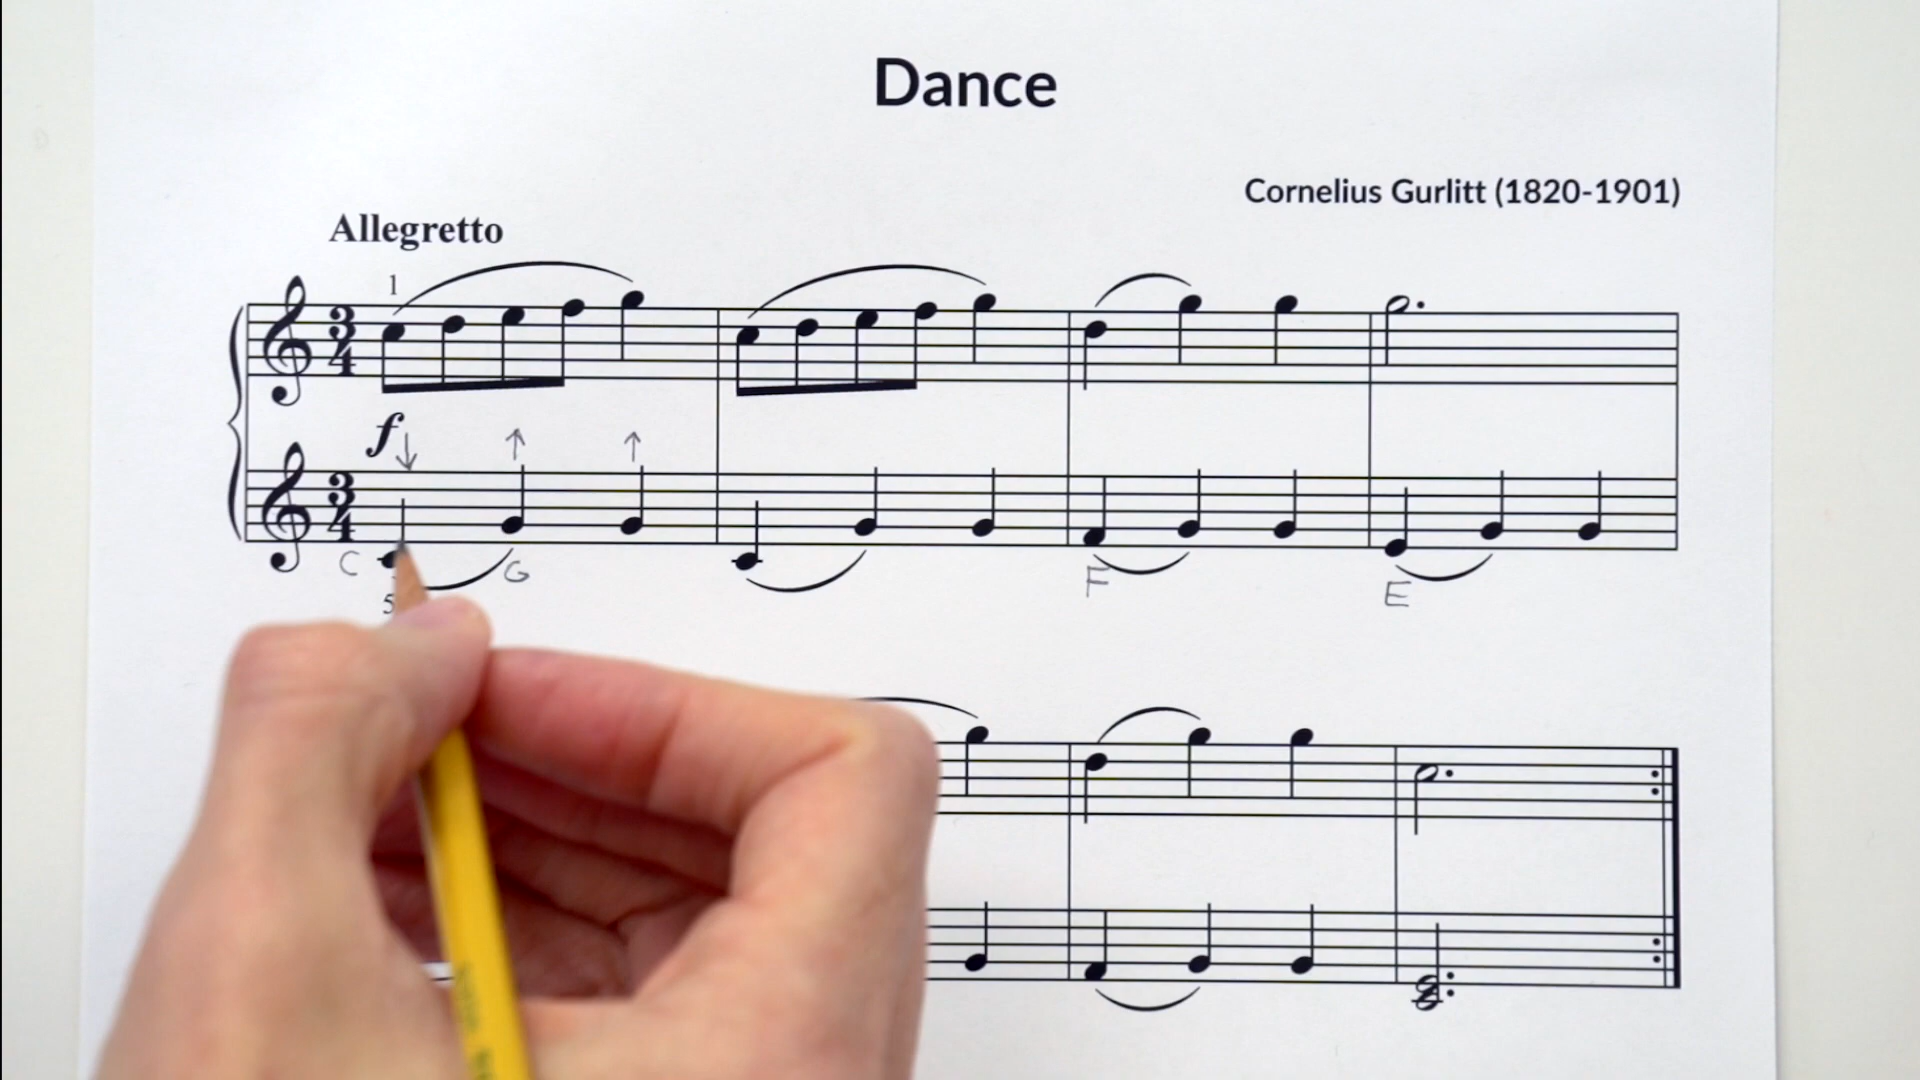 Dance
Cornelius Gurlitt (1820-1901)
Allegretto
1
3
4
f
3
4
C G F E
5